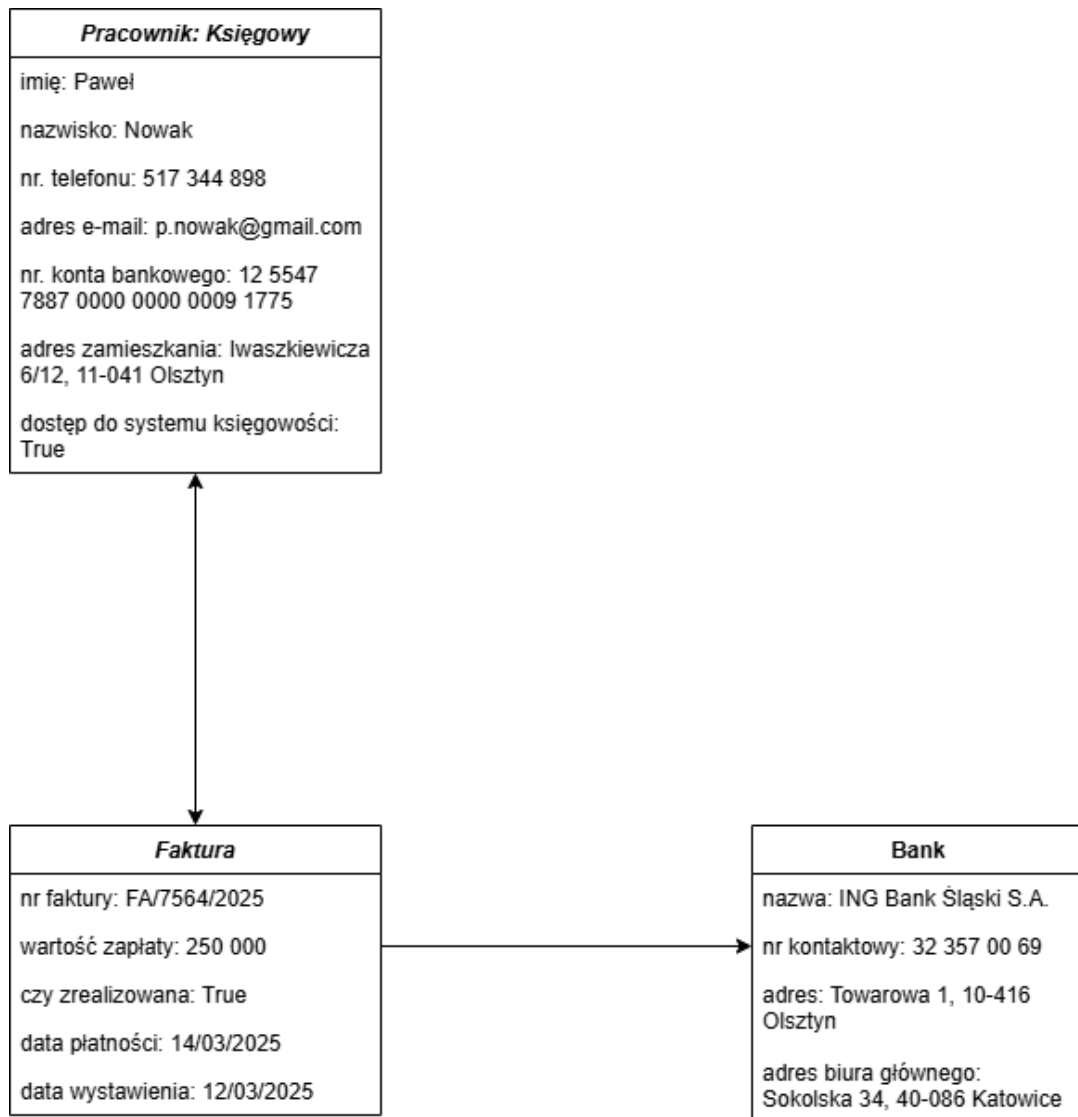 Pracownik: Księgowy
imię: Paweł
nazwisko: Nowak
nr. telefonu: 517 344 898
adres e-mail: p.nowak@gmail.com
nr. konta bankowego: 12 5547
7887 0000 0000 0009 1775
adres zamieszkania: Iwaszkiewicza
6/12, 11-041 Olsztyn
dostęp do systemu księgowości:
True
Faktura
nr faktury: FA/7564/2025
wartość zapłaty: 250 000
czy zrealizowana: True
data płatności: 14/03/2025
data wystawienia: 12/03/2025
Bank
nazwa: ING Bank Śląski S.A.
nr kontaktowy: 32 357 00 69
adres: Towarowa 1, 10-416
Olsztyn
adres biura głównego:
Sokolska 34, 40-086 Katowice